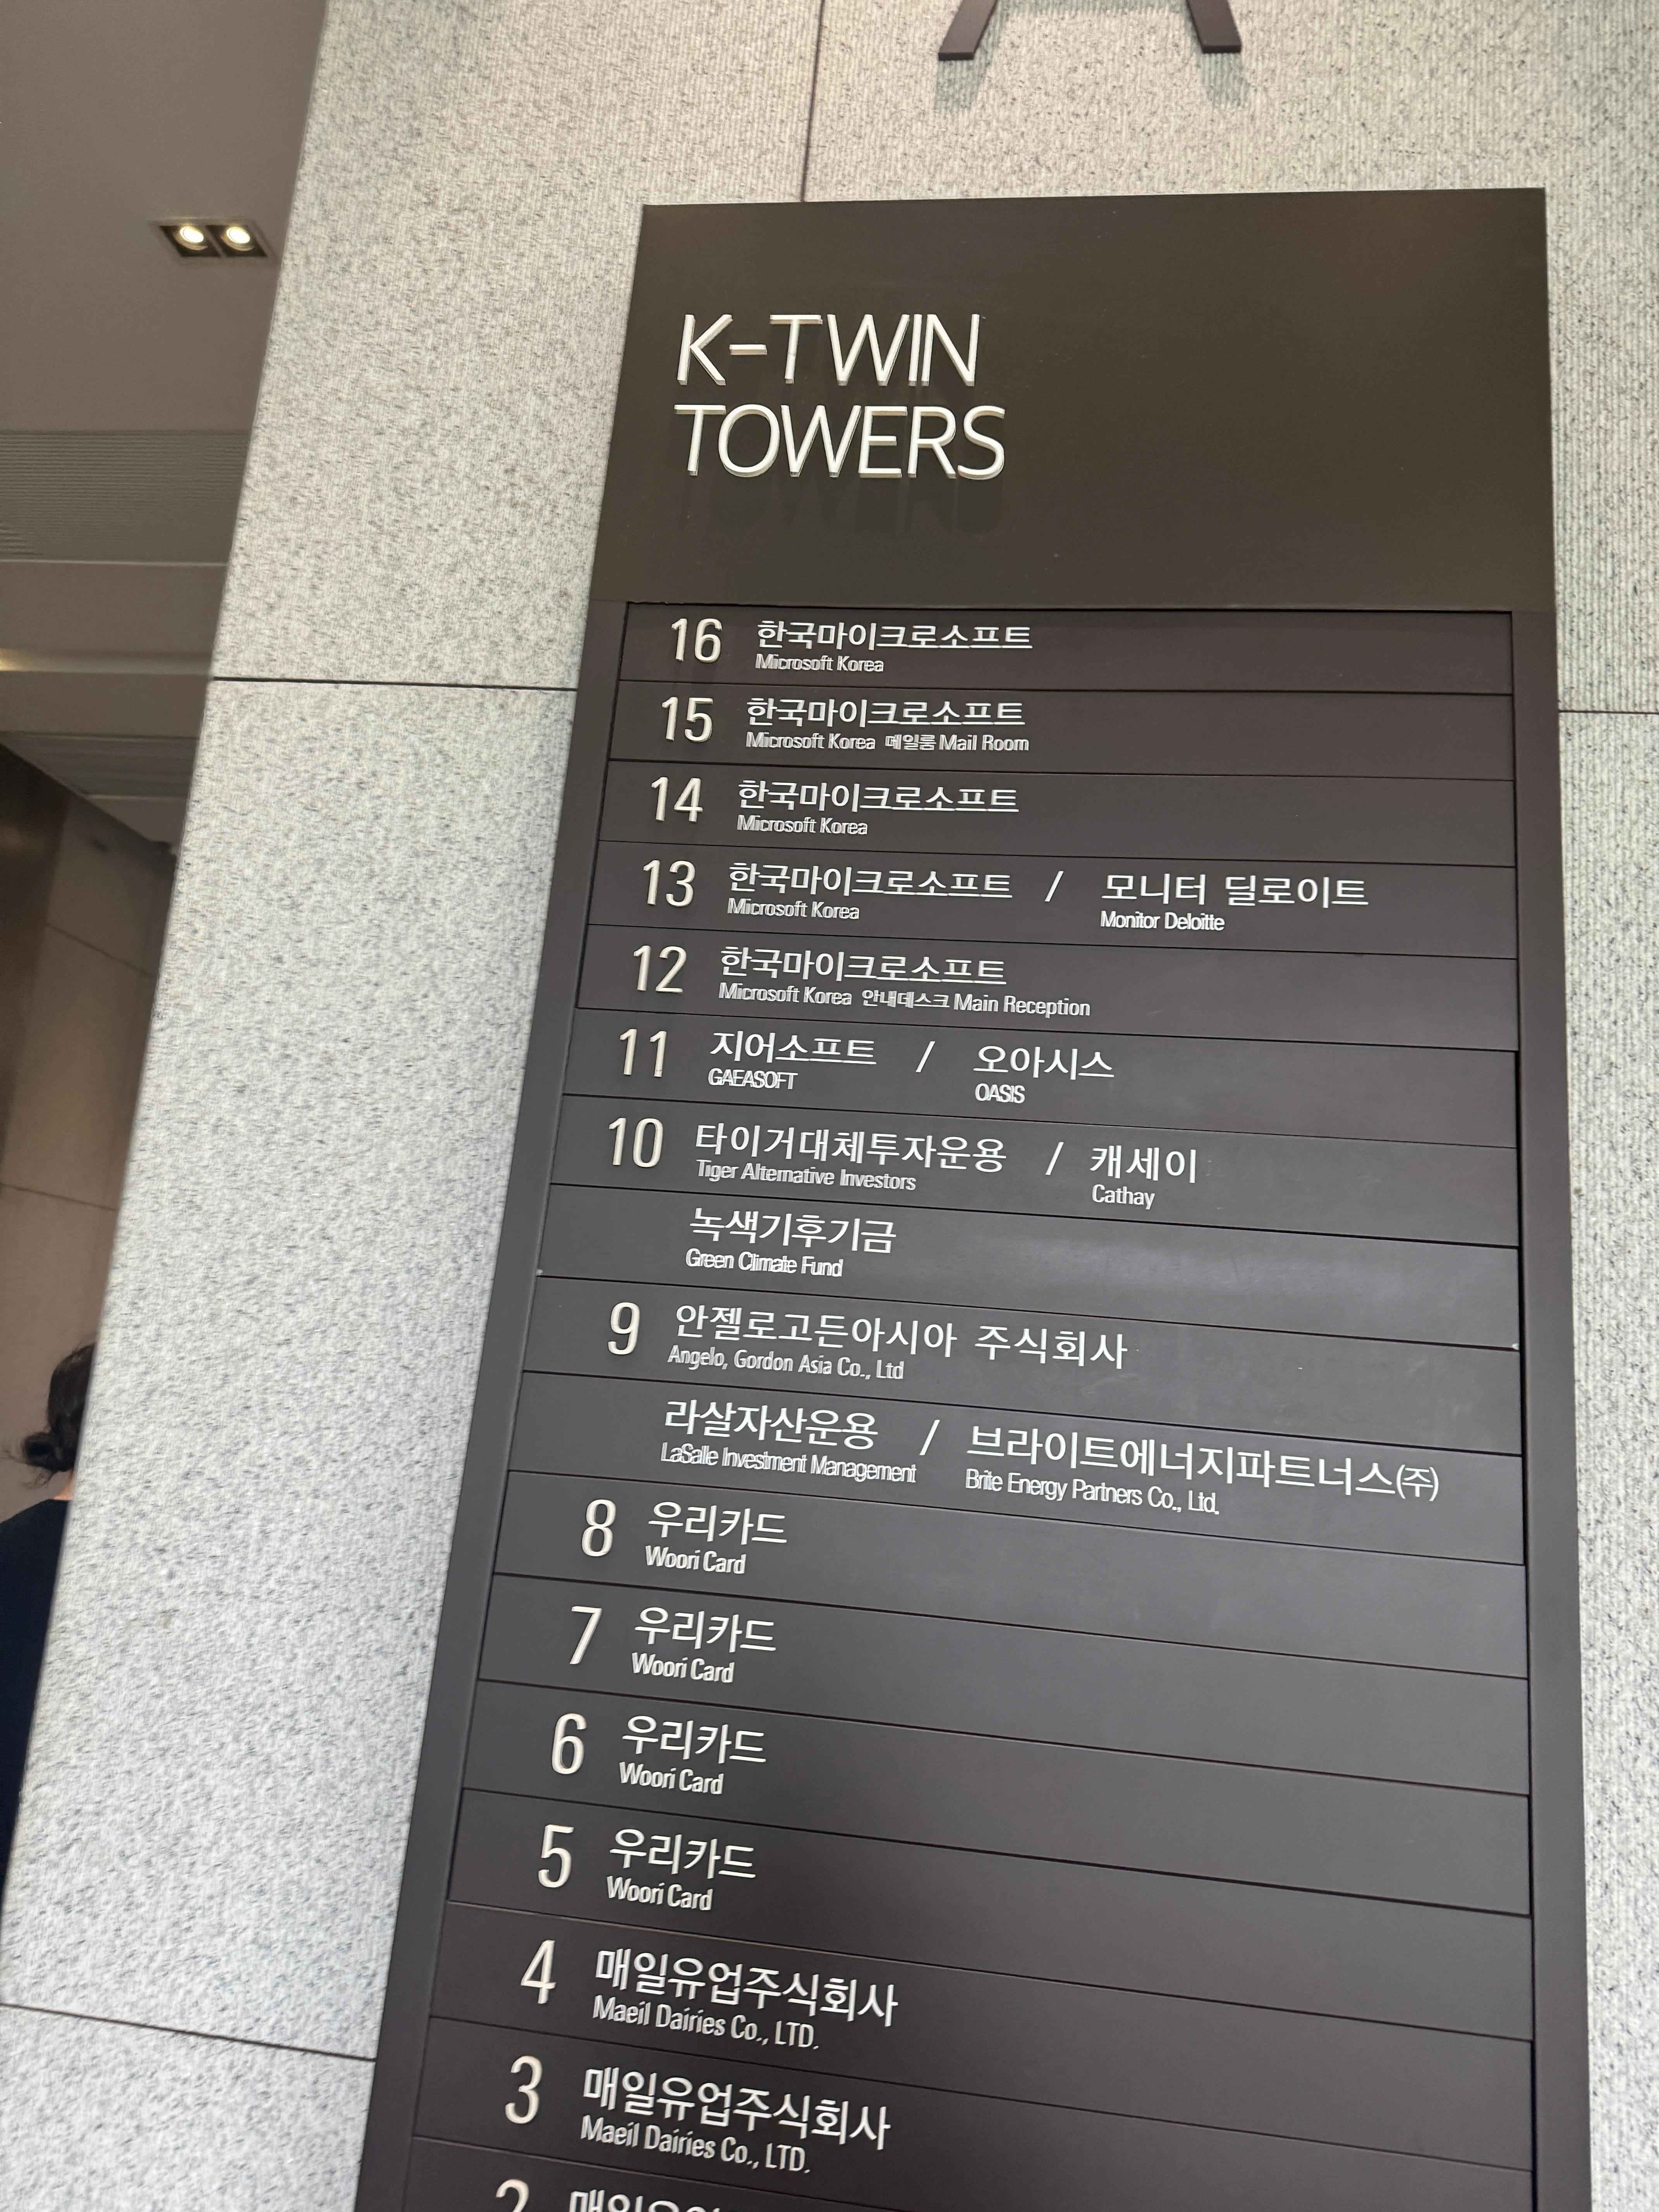 K-TWIN
TOWERS
16 한국마이크로소프트
Microsoft Korea
15 한국마이크로소프트
Microsoft Korea 메일룸 Mail Room
14 한국마이크로소프트
Microsoft Korea
13 한국마이크로소프트 / 모니터 딜로이트
Microsoft Korea Monitor Deloitte
12 한국마이크로소프트
Microsoft Korea 안내데스크 Main Reception
11 지어소프트 / 오아시스
GAEASOFT OASIS
10 타이거대체투자운용 / 캐세이
Tiger Alternative Investors Cathay
녹색기후기금
Green Climate Fund
9 안젤로고든아시아 주식회사
Angelo, Gordon Asia Co., Ltd
라살자산운용 / 브라이트에너지파트너스㈜
LaSalle Investment Management Brite Energy Partners Co., Ltd.
8 우리카드
Woori Card
7 우리카드
Woori Card
6 우리카드
Woori Card
5 우리카드
Woori Card
4 매일유업주식회사
Maeil Dairies Co., LTD.
3 매일유업주식회사
Maeil Dairies Co., LTD.
2